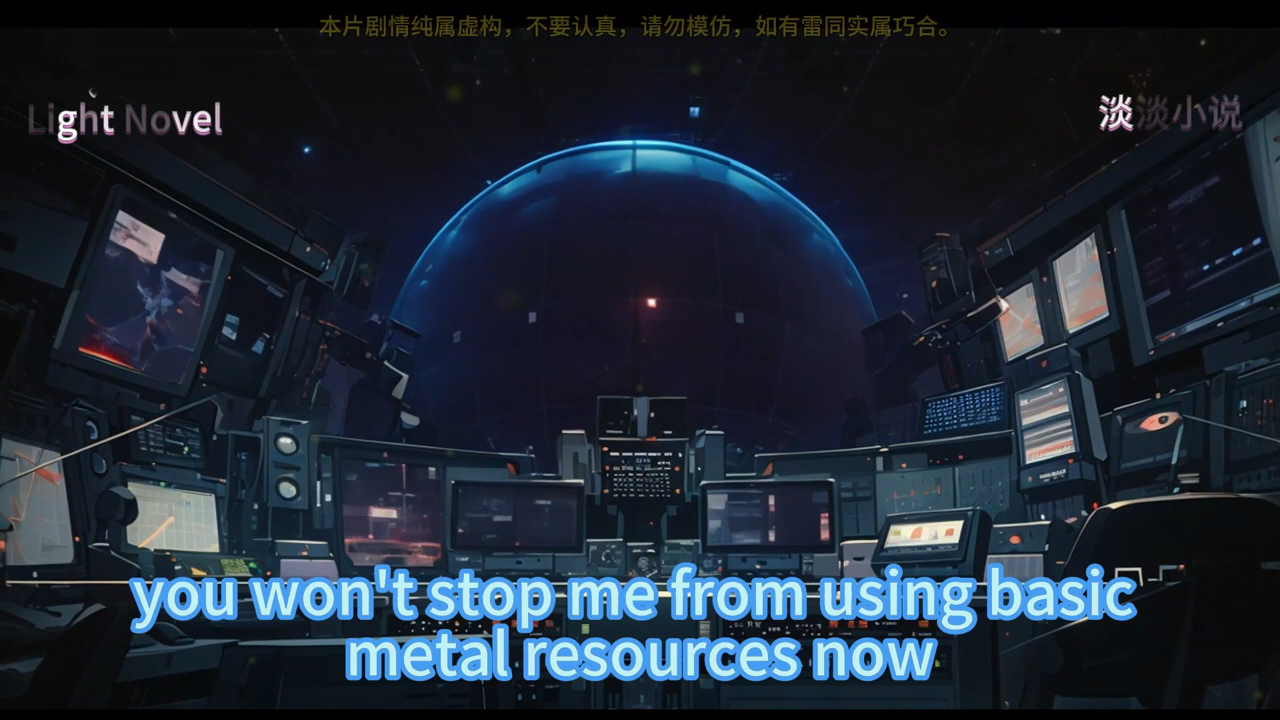 本片剧情纯属虚构，不要认真，请勿模仿，如有雷同实属巧合。
Light Novel
淡淡小说
you won't stop me from using basic
metal resources now